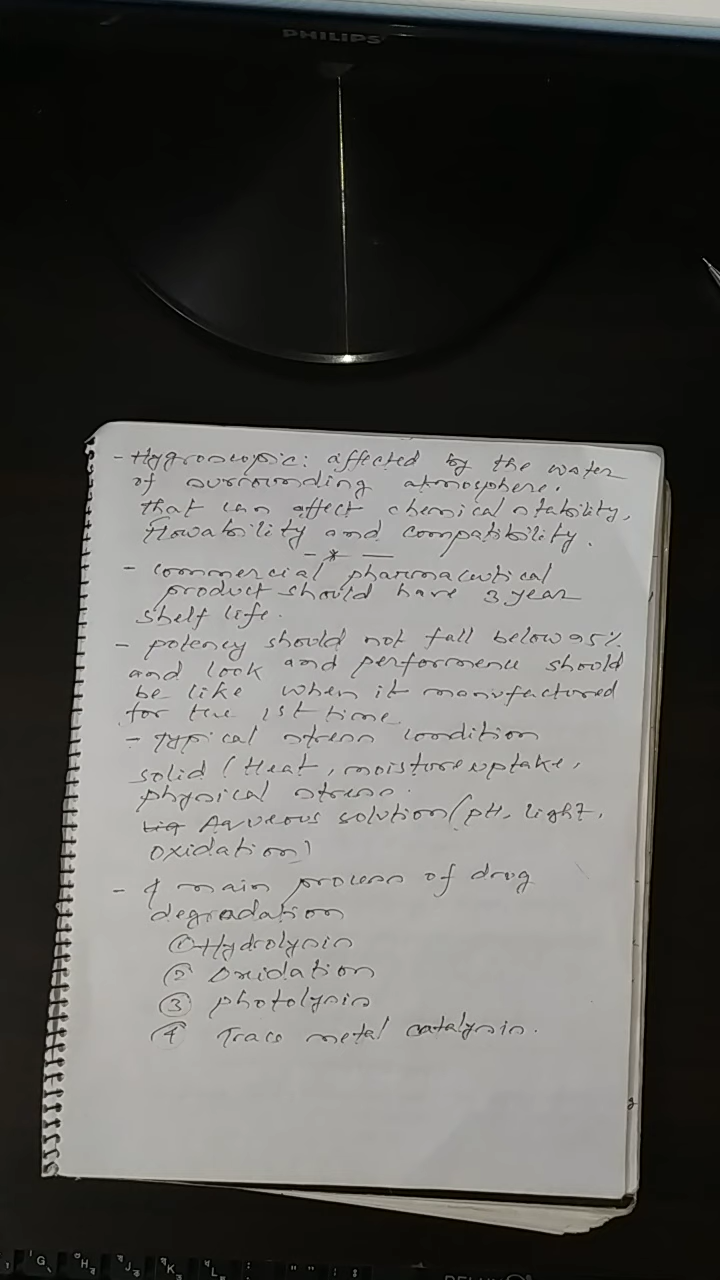 PHILIPS
- Hygroscopic: affected by the water
of surrounding atmosphere.
that can affect chemical stability,
flowability and compatibility.
- * -
- commercial pharmaceutical
product should have 3 year
shelf life.
- potency should not fall below 95%
and look and performence should
be like when it manufactured
for the 1st time.
- Typical stress condition
solid (Heat, moisture uptake,
physical stress.
Aqueous solution (pH, light,
oxidation)
- 4 main process of drug
degradation
① Hydrolysis
② Oxidation
③ photolysis
④ Trace metal catalysis.
G H J K L